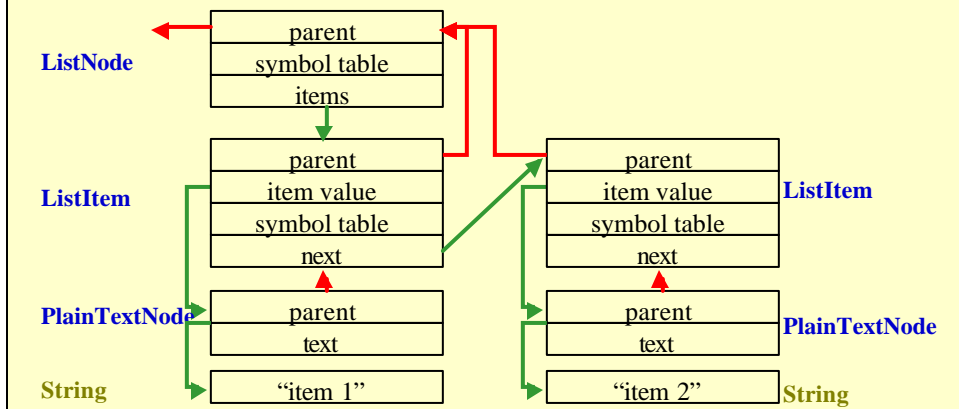 parent
ListNode
symbol table
items
parent
parent
ListItem
item value
item value
ListItem
symbol table
symbol table
next
next
PlainTextNode
parent
parent
PlainTextNode
text
text
String
“item 1”
“item 2”
String